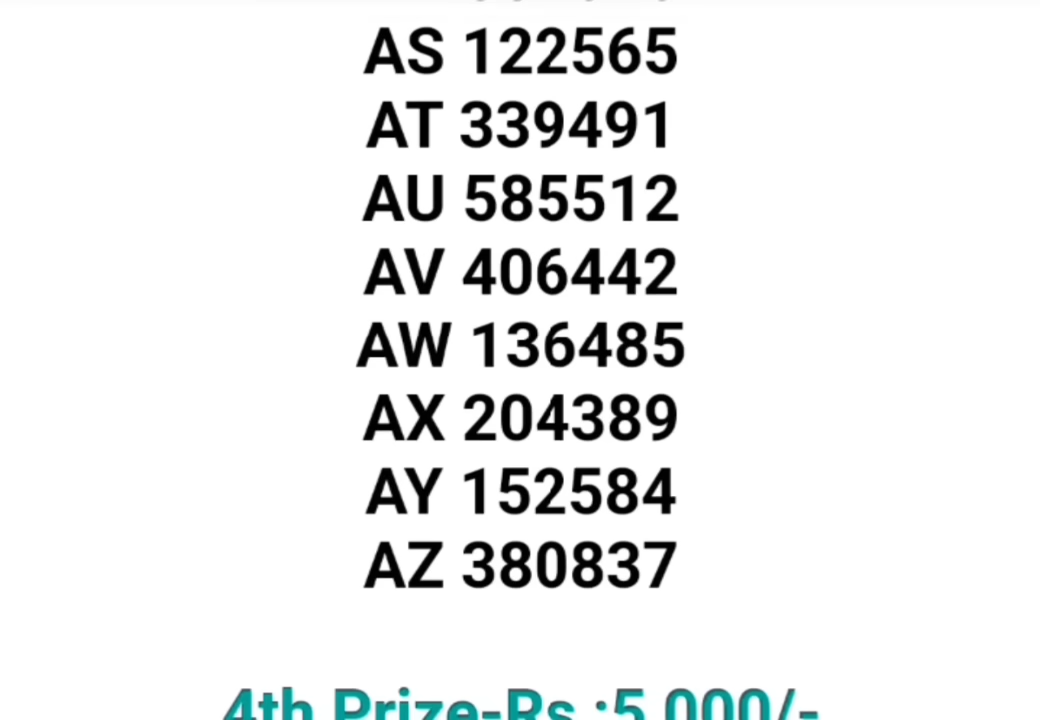 AS 122565
AT 339491
AU 585512
AV 406442
AW 136485
AX 204389
AY 152584
AZ 380837
4th Prize-Rs :5,000/-